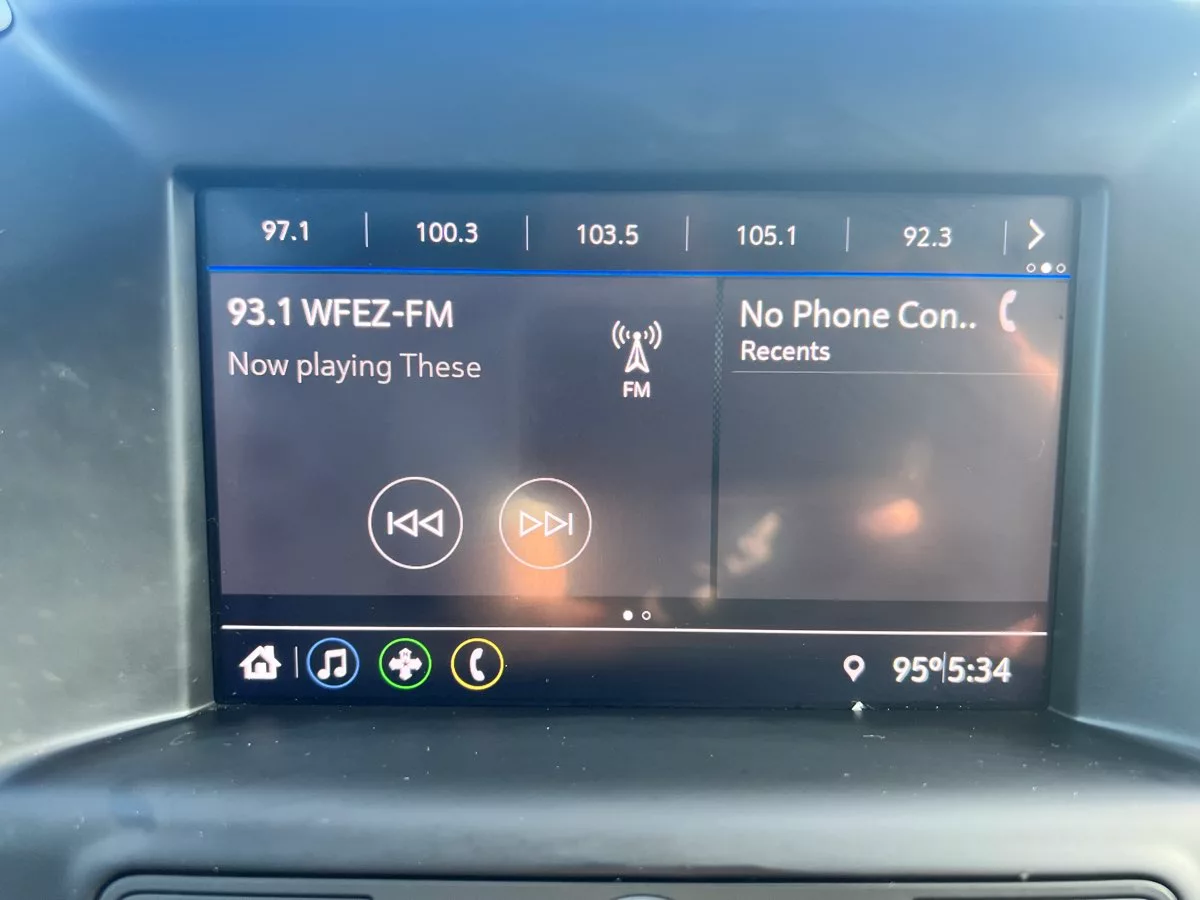 97.1 100.3 103.5 105.1 92.3
93.1 WFEZ-FM
Now playing These
FM
No Phone Con..
Recents
95°|5:34